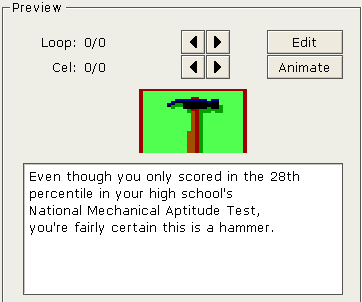 Preview
Loop: 0/0
Edit
Cel: 0/0
Animate
Even though you only scored in the 28th
percentile in your high school's
National Mechanical Aptitude Test,
you're fairly certain this is a hammer.